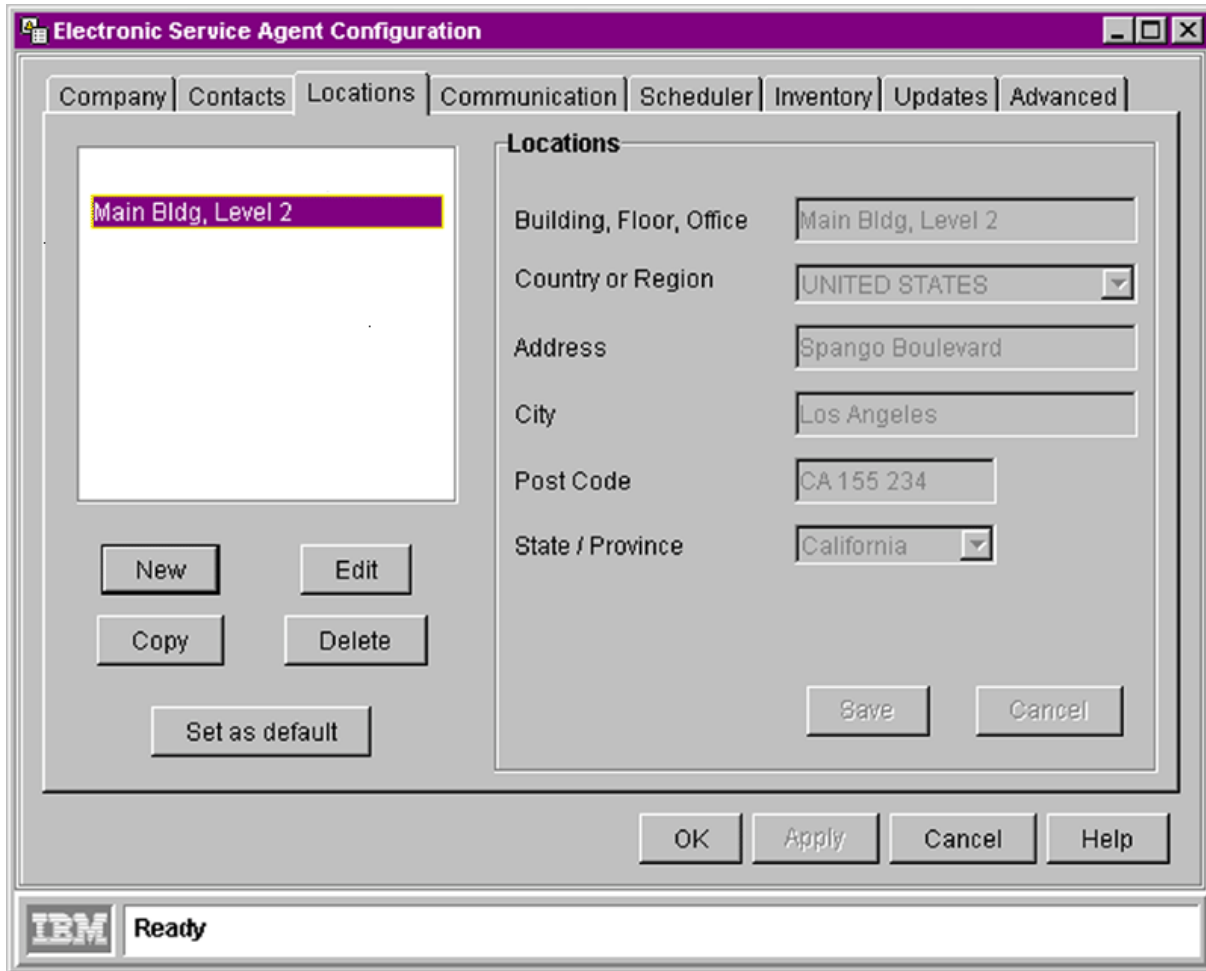 Electronic Service Agent Configuration
Company Contacts Locations Communication Scheduler Inventory Updates Advanced
Main Bldg, Level 2
Locations
Building, Floor, Office Main Bldg, Level 2
Country or Region UNITED STATES
Address Spango Boulevard
City Los Angeles
Post Code CA 155 234
State / Province California
New Edit
Copy Delete
Set as default
Save Cancel
OK Apply Cancel Help
IBM Ready